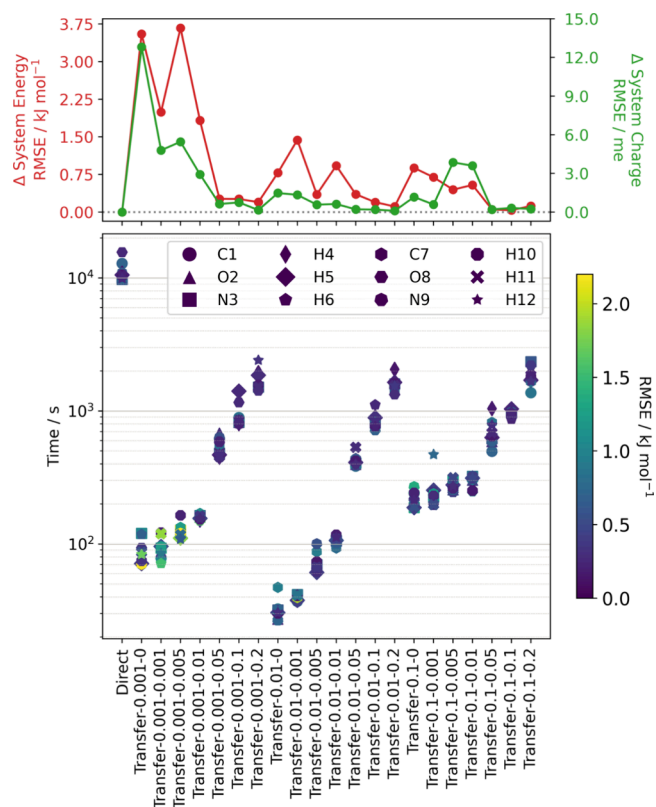 Δ System Energy
RMSE / kJ mol⁻¹
3.75
3.00
2.25
1.50
0.75
0.00
15.0
12.0
9.0
6.0
3.0
0.0
Δ System Charge
RMSE / me
Time / s
10⁴
10³
10²
C1
O2
N3
H4
H5
H6
C7
O8
N9
H10
H11
H12
2.0
1.5
1.0
0.5
0.0
RMSE / kJ mol⁻¹
Direct
Transfer-0.001-0
Transfer-0.001-0.001
Transfer-0.001-0.005
Transfer-0.001-0.01
Transfer-0.001-0.05
Transfer-0.001-0.1
Transfer-0.001-0.2
Transfer-0.01-0
Transfer-0.01-0.001
Transfer-0.01-0.005
Transfer-0.01-0.01
Transfer-0.01-0.05
Transfer-0.01-0.1
Transfer-0.01-0.2
Transfer-0.1-0
Transfer-0.1-0.001
Transfer-0.1-0.005
Transfer-0.1-0.01
Transfer-0.1-0.05
Transfer-0.1-0.1
Transfer-0.1-0.2